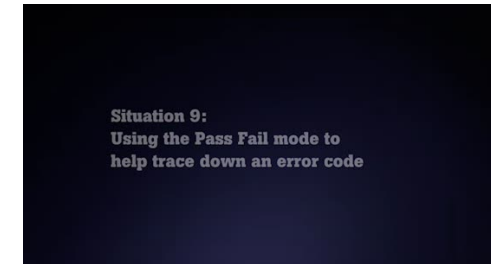 Situation 9:
Using the Pass Fail mode to
help trace down an error code